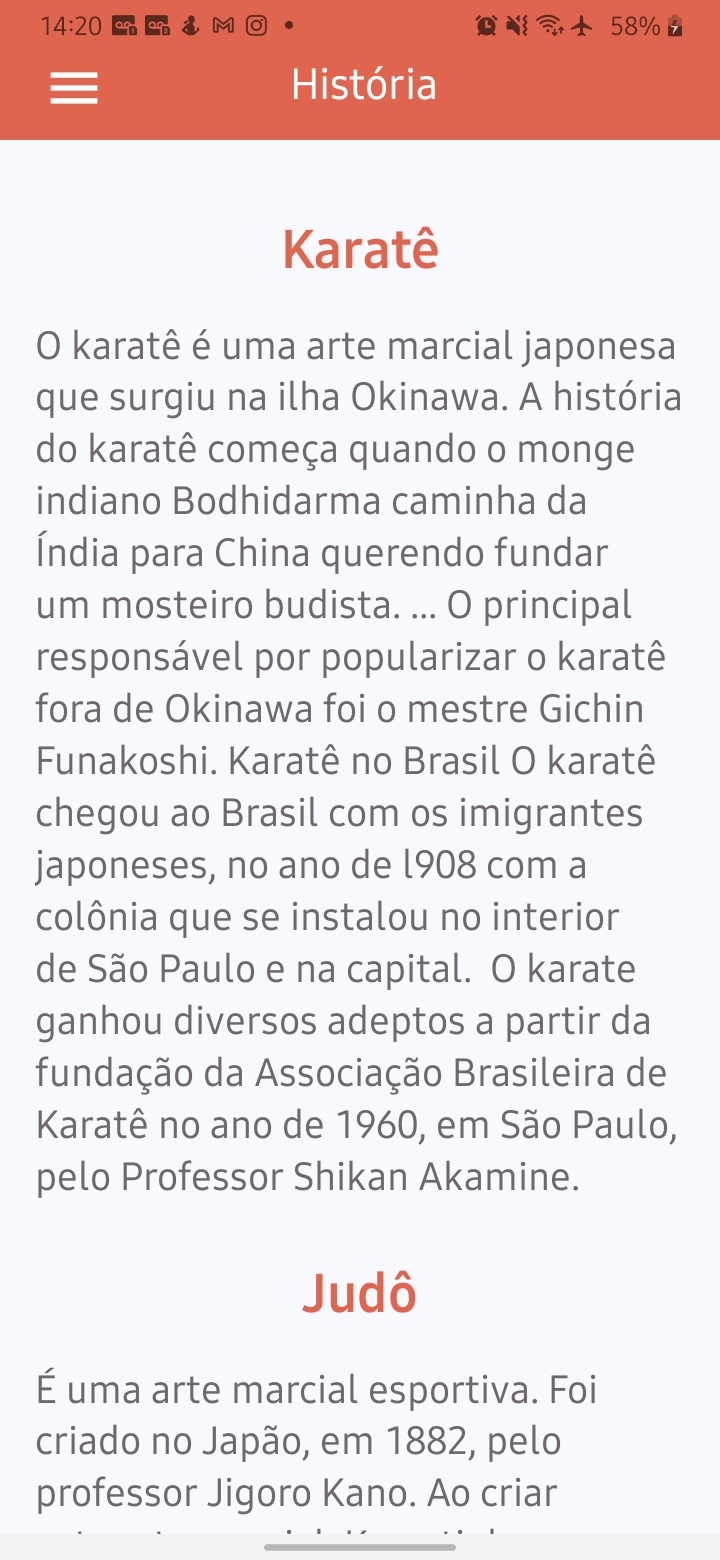 14:20
58%
História
Karatê
O karatê é uma arte marcial japonesa
que surgiu na ilha Okinawa. A história
do karatê começa quando o monge
indiano Bodhidarma caminha da
Índia para China querendo fundar
um mosteiro budista. ... O principal
responsável por popularizar o karatê
fora de Okinawa foi o mestre Gichin
Funakoshi. Karatê no Brasil O karatê
chegou ao Brasil com os imigrantes
japoneses, no ano de l908 com a
colônia que se instalou no interior
de São Paulo e na capital.  O karate
ganhou diversos adeptos a partir da
fundação da Associação Brasileira de
Karatê no ano de 1960, em São Paulo,
pelo Professor Shikan Akamine.
Judô
É uma arte marcial esportiva. Foi
criado no Japão, em 1882, pelo
professor Jigoro Kano. Ao criar